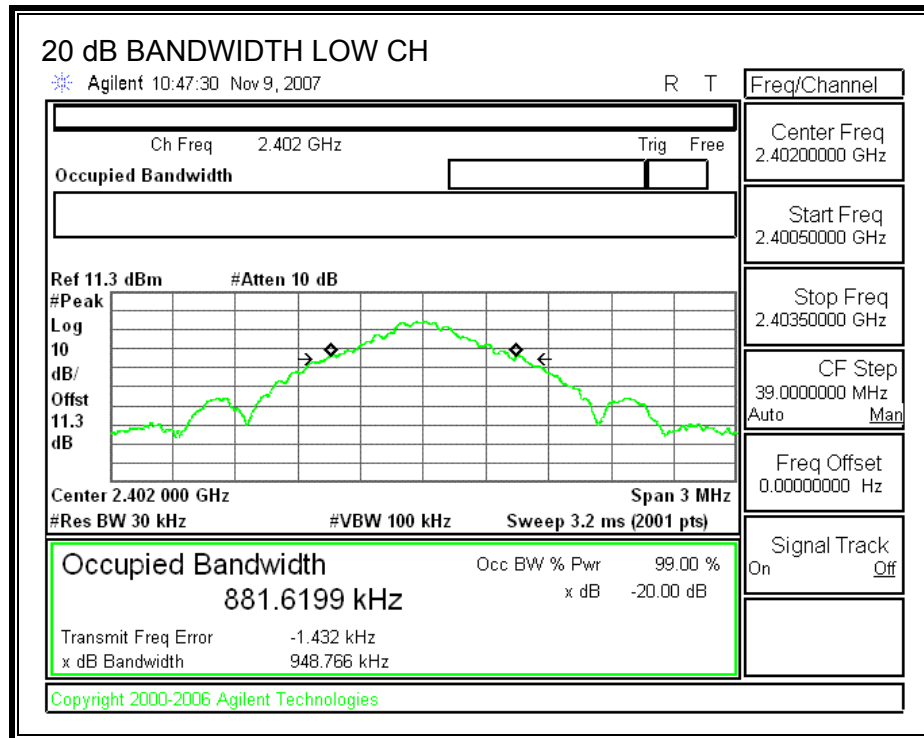 20 dB BANDWIDTH LOW CH
Agilent 10:47:30 Nov 9, 2007 R T
Freq/Channel
Ch Freq 2.402 GHz Trig Free
Occupied Bandwidth
Center Freq
2.40200000 GHz
Start Freq
2.40050000 GHz
Stop Freq
2.40350000 GHz
CF Step
39.0000000 MHz
Auto Man
Freq Offset
0.00000000 Hz
Signal Track
On Off
Ref 11.3 dBm #Atten 10 dB
#Peak
Log
10
dB/
Offst
11.3
dB
Center 2.402 000 GHz Span 3 MHz
#Res BW 30 kHz #VBW 100 kHz Sweep 3.2 ms (2001 pts)
Occupied Bandwidth Occ BW % Pwr 99.00 %
881.6199 kHz x dB -20.00 dB
Transmit Freq Error -1.432 kHz
x dB Bandwidth 948.766 kHz
Copyright 2000-2006 Agilent Technologies